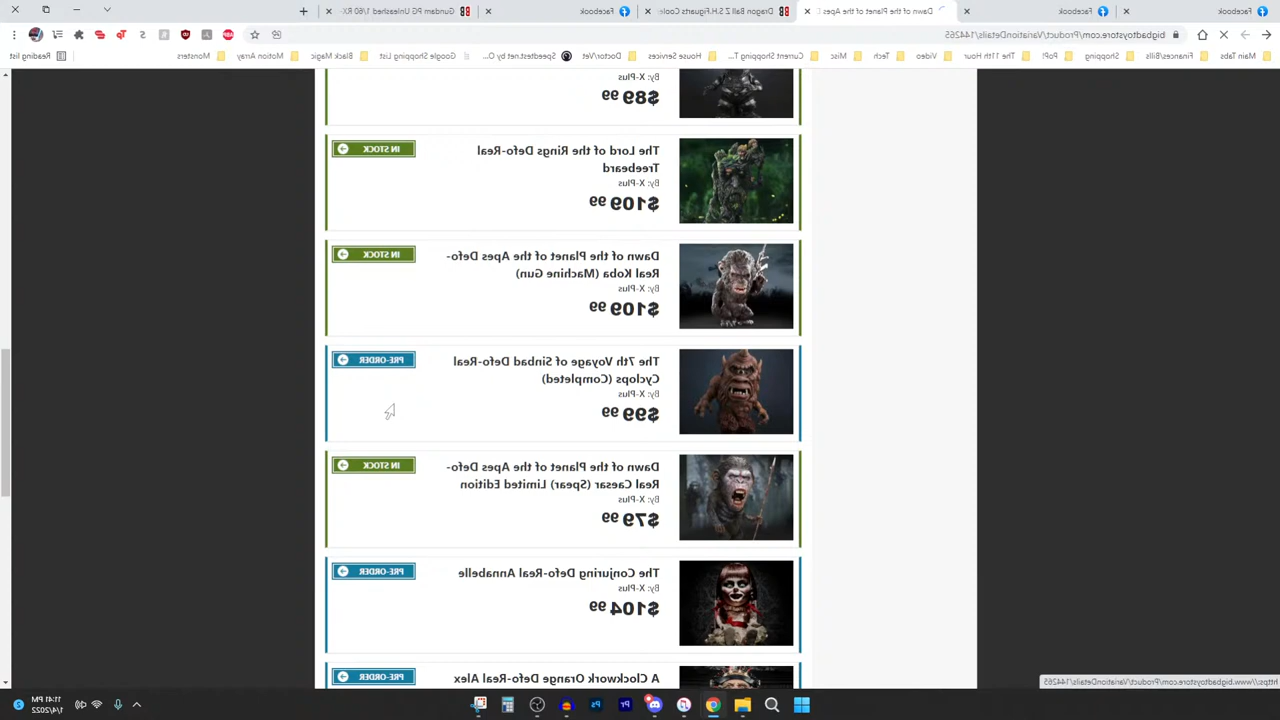 Facebook
Facebook
Dawn of the Planet of the Apes D
Dragon Ball Z S.H.Figuarts Cooler
Facebook
Gundam PG Unleashed 1/60 RX-
bigbadtoystore.com/Product/VariationDetails/144265
Main Tabs Main
Finances/Bills
Shopping
PoP!
The 11th Hour
Video
Tech
Misc
Current Shopping T...
House Services
Doctor/Vet
Speedtest.net by O...
Google Shopping List
Black Magic
Motion Array
Monsters
Reading list
By: X-Plus
$89 99
The Lord of the Rings Defo-Real
Treebeard
By: X-Plus
$109 99
IN STOCK
Dawn of the Planet of the Apes Defo-
Real Koba (Machine Gun)
By: X-Plus
$109 99
IN STOCK
The 7th Voyage of Sinbad Defo-Real
Cyclops (Completed)
By: X-Plus
$99 99
PRE-ORDER
Dawn of the Planet of the Apes Defo-
Real Caesar (Spear) Limited Edition
By: X-Plus
$79 99
IN STOCK
The Conjuring Defo-Real Annabelle
By: X-Plus
$104 99
PRE-ORDER
A Clockwork Orange Defo-Real Alex
PRE-ORDER
https://www.bigbadtoystore.com/Product/VariationDetails/144265
11:41 PM